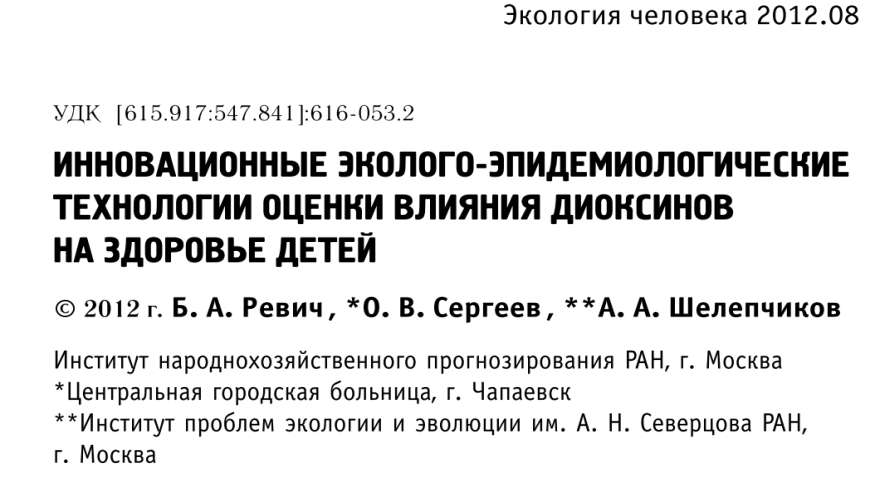 Экология человека 2012.08
УДК [615.917:547.841]:616-053.2
ИННОВАЦИОННЫЕ ЭКОЛОГО-ЭПИДЕМИОЛОГИЧЕСКИЕ
ТЕХНОЛОГИИ ОЦЕНКИ ВЛИЯНИЯ ДИОКСИНОВ
НА ЗДОРОВЬЕ ДЕТЕЙ
© 2012 г. Б. А. Ревич, *О. В. Сергеев, **А. А. Шелепчиков
Институт народнохозяйственного прогнозирования РАН, г. Москва
*Центральная городская больница, г. Чапаевск
**Институт проблем экологии и эволюции им. А. Н. Северцова РАН,
г. Москва